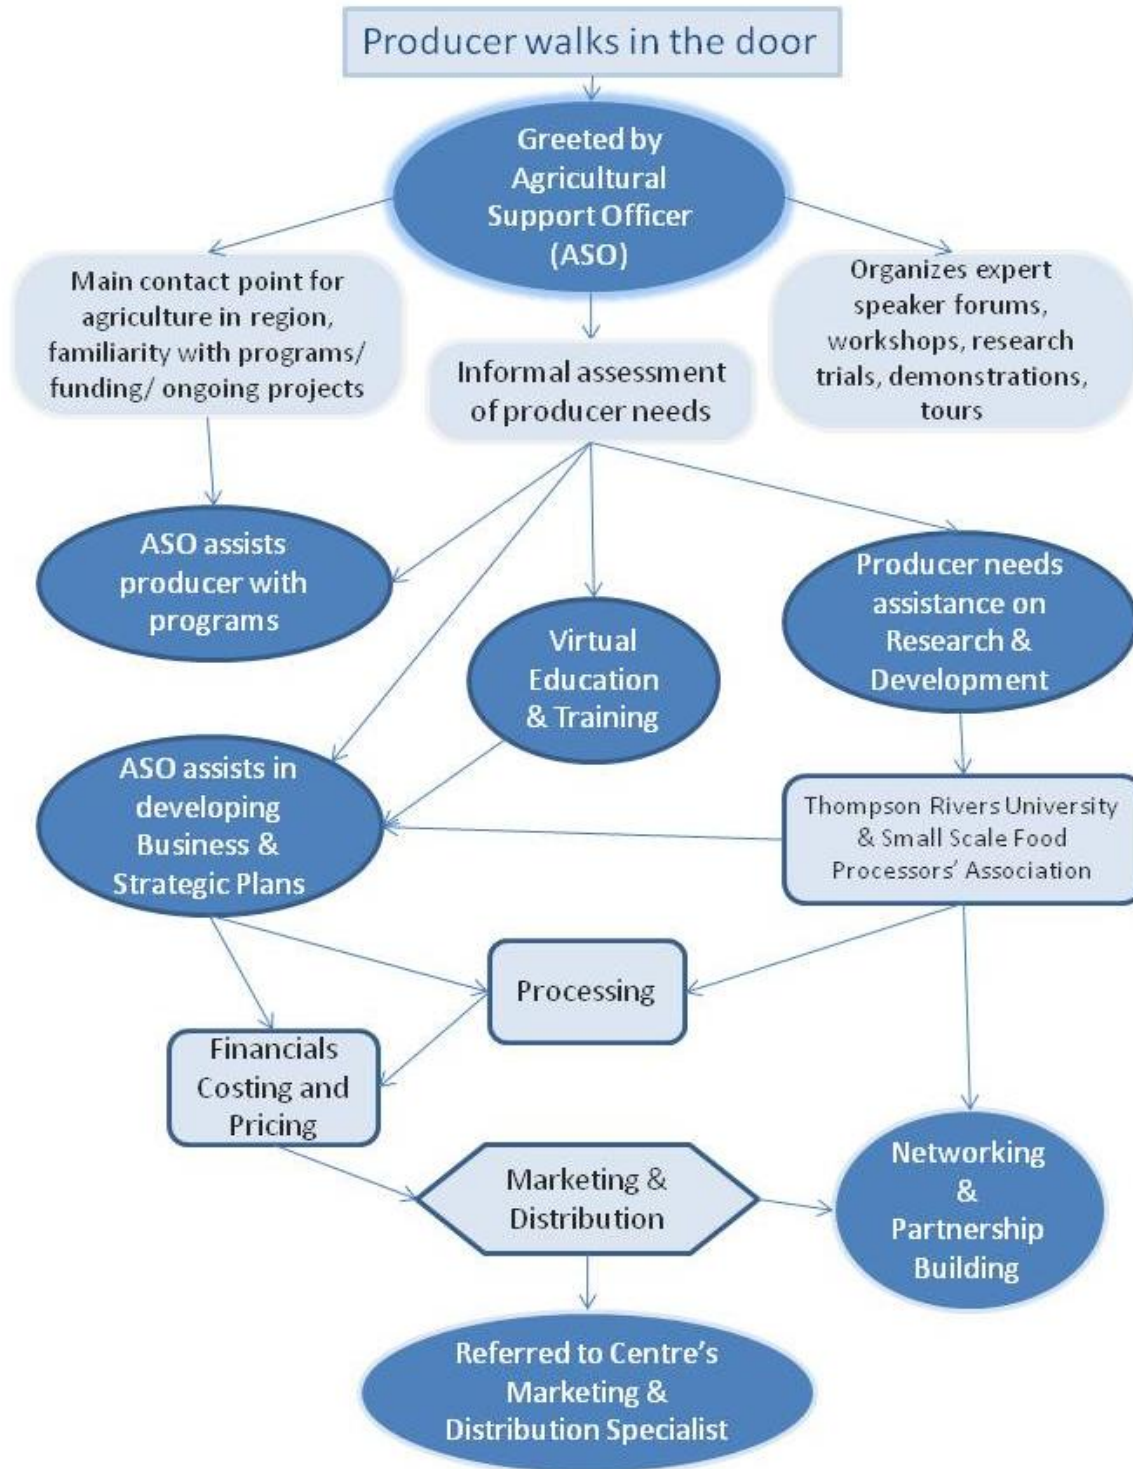 Producer walks in the door
Greeted by
Agricultural
Support Officer
(ASO)
Main contact point for
agriculture in region,
familiarity with programs/
funding/ ongoing projects
Informal assessment
of producer needs
Organizes expert
speaker forums,
workshops, research
trials, demonstrations,
tours
ASO assists
producer with
programs
Virtual
Education
& Training
Producer needs
assistance on
Research &
Development
ASO assists in
developing
Business &
Strategic Plans
Thompson Rivers University
& Small Scale Food
Processors' Association
Processing
Financials
Costing and
Pricing
Marketing &
Distribution
Networking
&
Partnership
Building
Referred to Centre's
Marketing &
Distribution Specialist